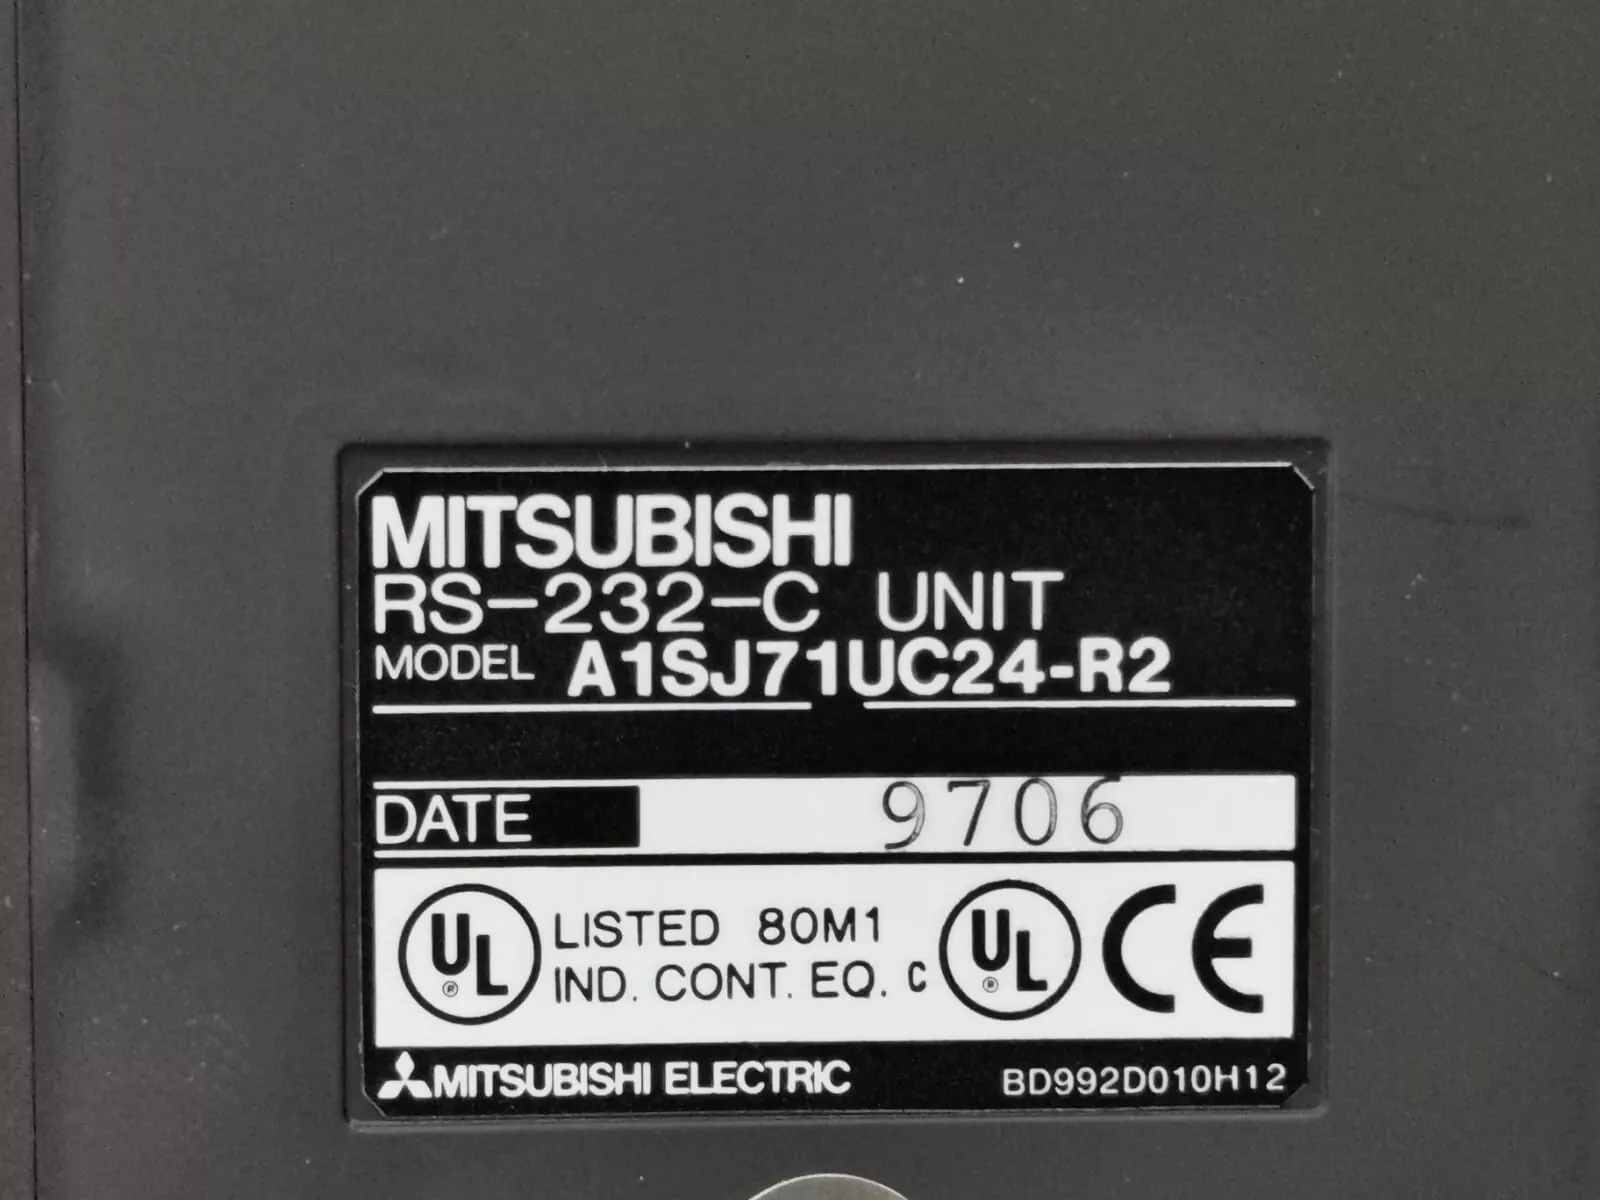 MITSUBISHI
RS-232-C UNIT
MODEL A1SJ71UC24-R2
DATE 9706
UL® LISTED 80M1
IND. CONT. EQ. C UL® CE
MITSUBISHI ELECTRIC BD992D010H12